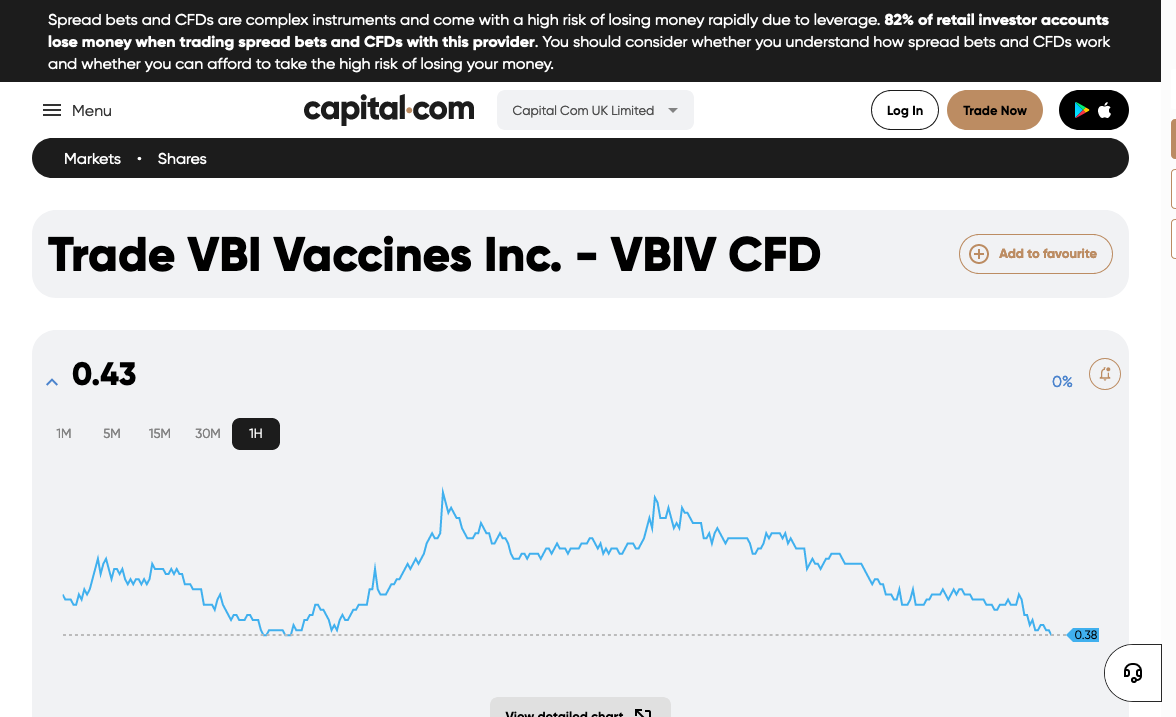 Spread bets and CFDs are complex instruments and come with a high risk of losing money rapidly due to leverage. 82% of retail investor accounts
lose money when trading spread bets and CFDs with this provider. You should consider whether you understand how spread bets and CFDs work
and whether you can afford to take the high risk of losing your money.
Menu
capital.com
Capital Com UK Limited
Log In
Trade Now
Markets • Shares
Trade VBI Vaccines Inc. - VBIV CFD
Add to favourite
0.43
0%
1M 5M 15M 30M 1H
0.38
View detailed chart